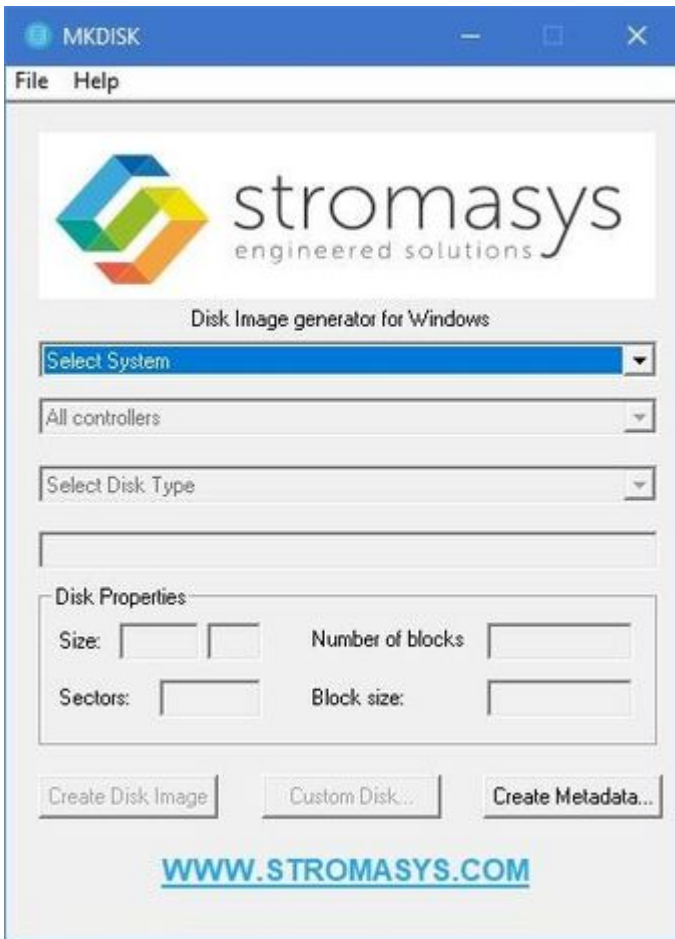 MKDISK
File Help
stromasys
engineered solutions
Disk Image generator for Windows
Select System
All controllers
Select Disk Type
Disk Properties
Size: Number of blocks
Sectors: Block size:
Create Disk Image Custom Disk... Create Metadata...
WWW.STROMASYS.COM